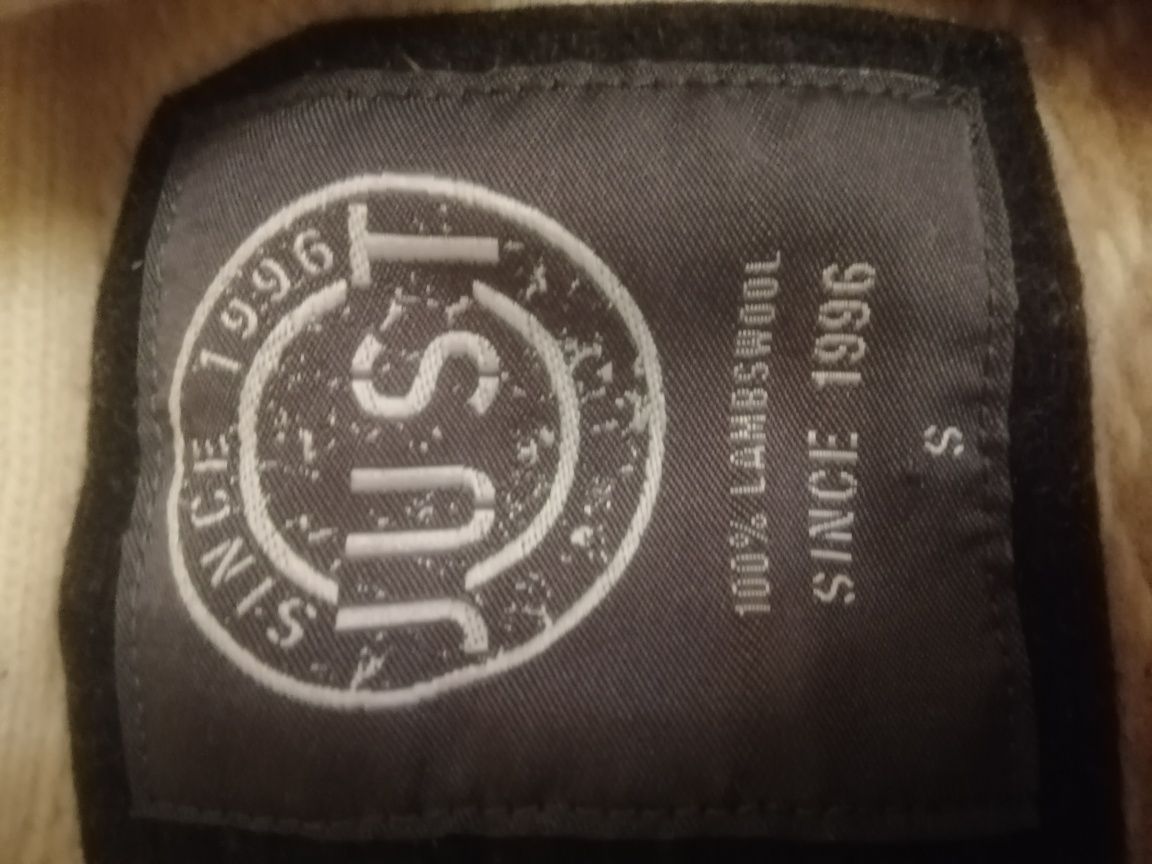 SINCE 1996
JUST
100% LAMBSWOOL
SINCE 1996
S